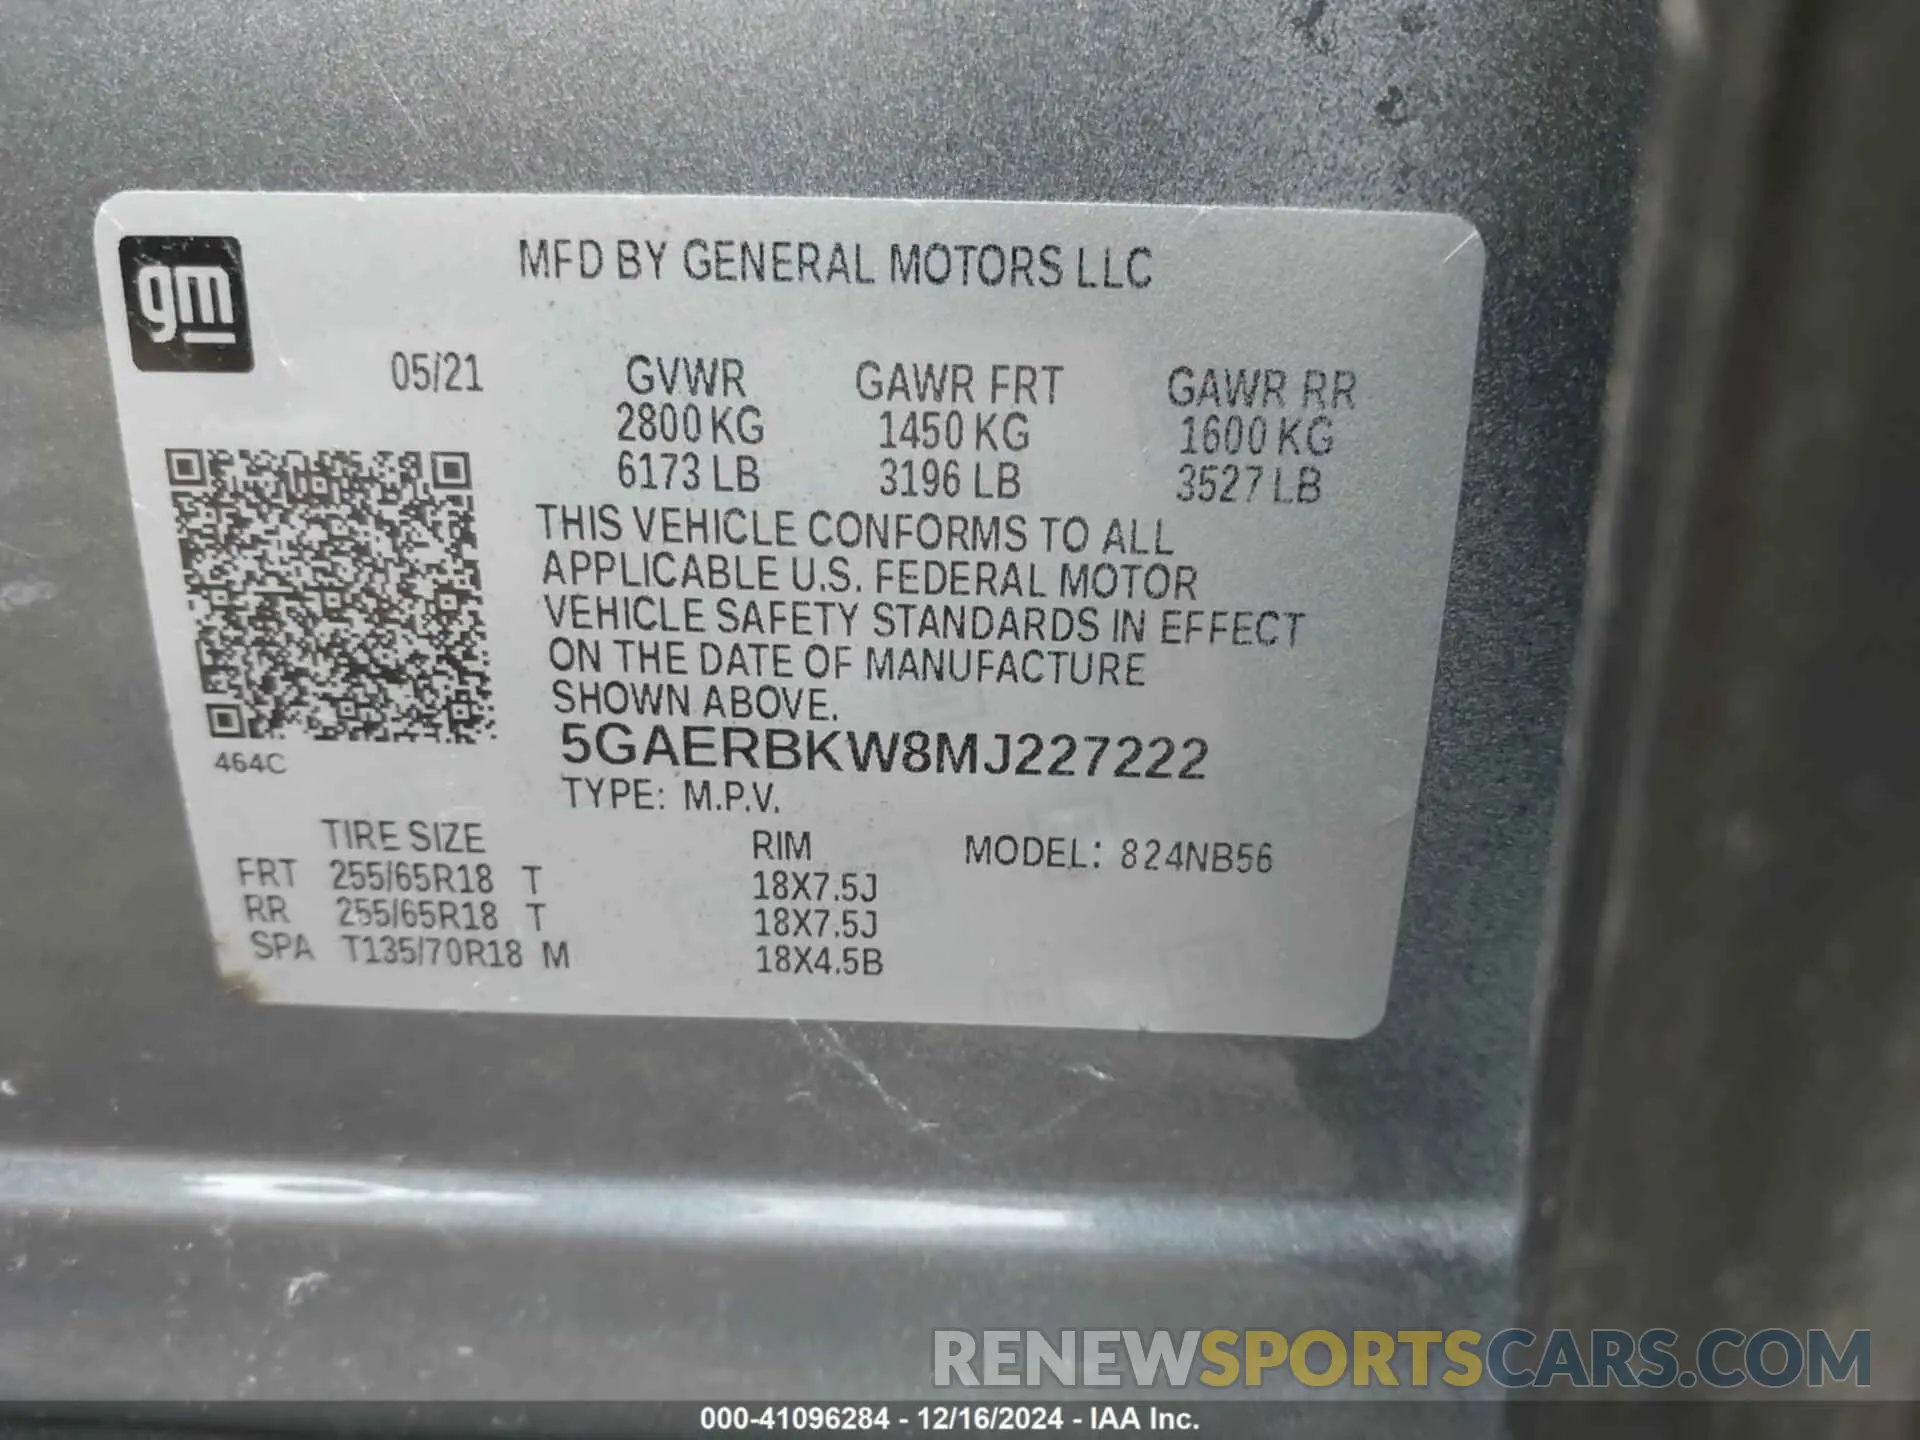 gm
MFD BY GENERAL MOTORS LLC
05/21 GVWR GAWR FRT GAWR RR
2800 KG 1450 KG 1600 KG
6173 LB 3196 LB 3527 LB
THIS VEHICLE CONFORMS TO ALL
APPLICABLE U.S. FEDERAL MOTOR
VEHICLE SAFETY STANDARDS IN EFFECT
ON THE DATE OF MANUFACTURE
SHOWN ABOVE.
464C
5GAERBKW8MJ227222
TYPE: M.P.V.
TIRE SIZE RIM MODEL: 824NB56
FRT 255/65R18 T 18X7.5J
RR 255/65R18 T 18X7.5J
SPA T135/70R18 M 18X4.5B
RENEWSPORTSCARS.COM
000-41096284 - 12/16/2024 - IAA Inc.